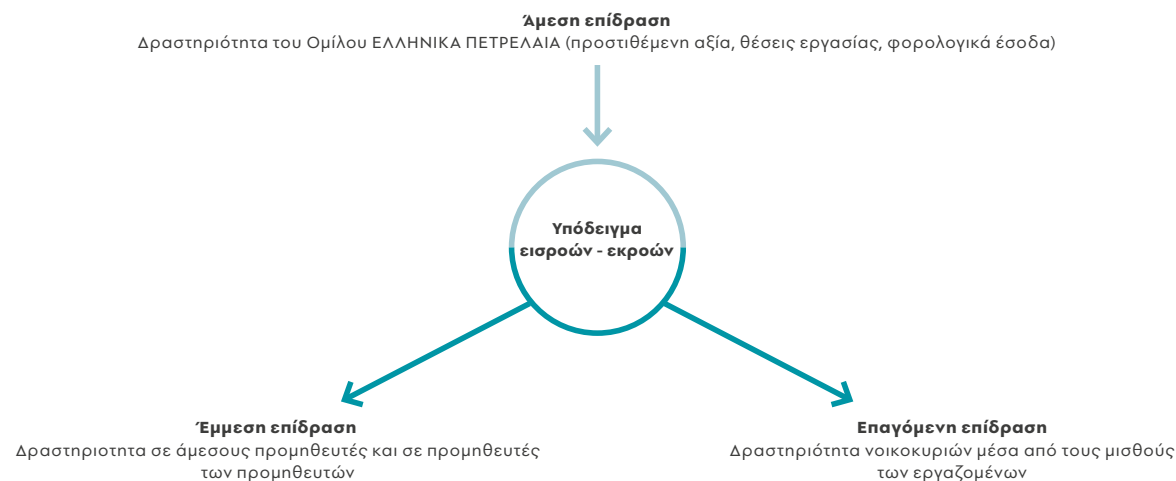 Άμεση επίδραση
Δραστηριότητα του Ομίλου ΕΛΛΗΝΙΚΑ ΠΕΤΡΕΛΑΙΑ (προστιθέμενη αξία, θέσεις εργασίας, φορολογικά έσοδα)
Υπόδειγμα
εισροών - εκροών
Έμμεση επίδραση
Δραστηριοτητα σε άμεσους προμηθευτές και σε προμηθευτές
των προμηθευτών
Επαγόμενη επίδραση
Δραστηριότητα νοικοκυριών μέσα από τους μισθούς
των εργαζομένων